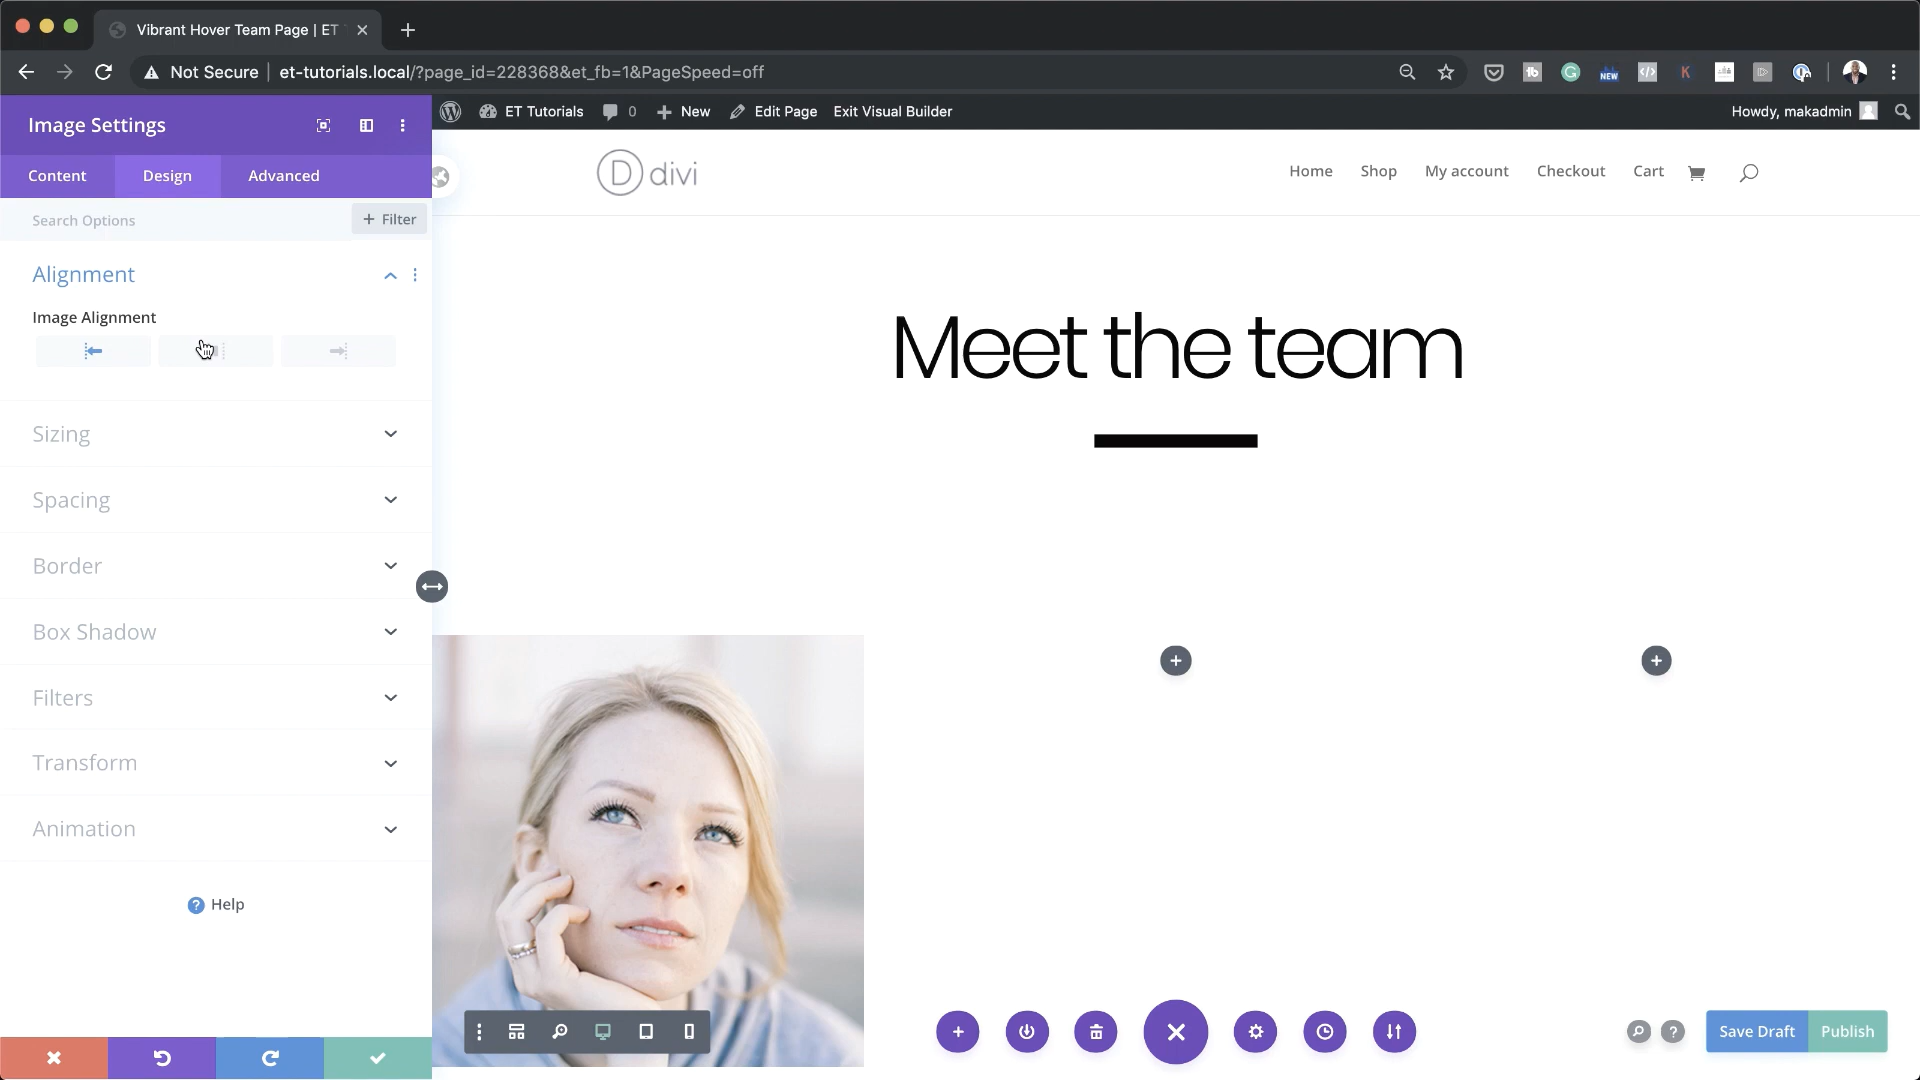 Vibrant Hover Team Page | ET
Not Secure | et-tutorials.local/?page_id=228368&et_fb=1&PageSpeed=off
NEW
K
Image Settings
ET Tutorials
0
New
Edit Page
Exit Visual Builder
Howdy, makadmin
Content
Design
Advanced
D divi
Home
Shop
My account
Checkout
Cart
Search Options
+ Filter
Alignment
Image Alignment
Meet the team
Sizing
Spacing
Border
Box Shadow
Filters
Transform
Animation
? Help
?
Save Draft
Publish